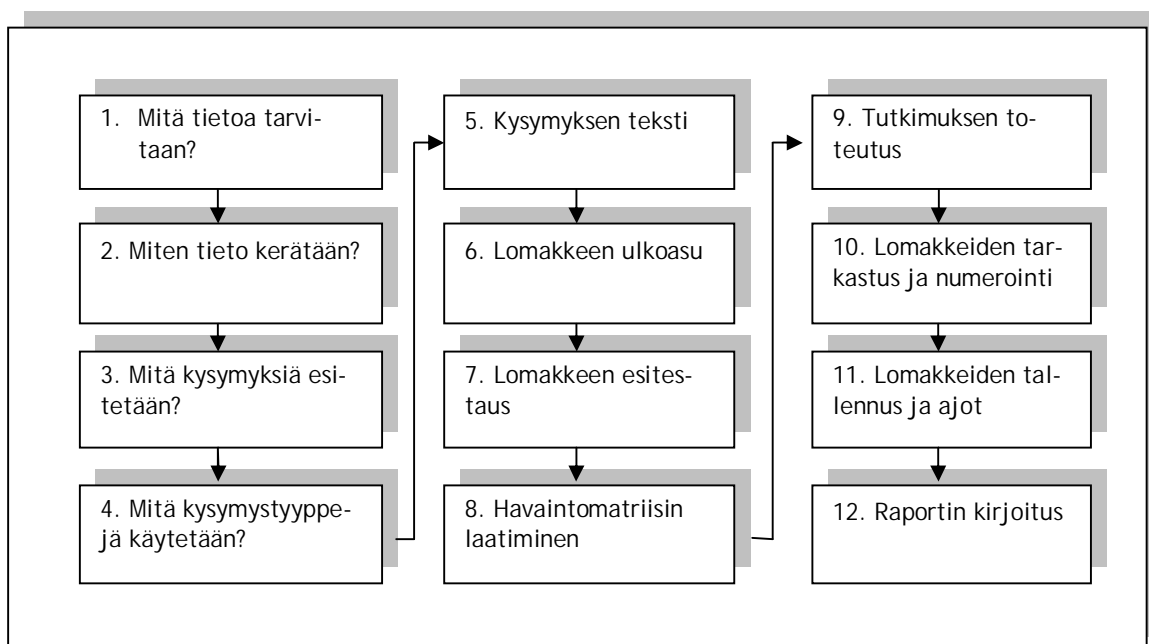 1. Mitä tietoa tarvi-
taan?
2. Miten tieto kerätään?
3. Mitä kysymyksiä esi-
tetään?
4. Mitä kysymystyyppe-
jä käytetään?
5. Kysymyksen teksti
6. Lomakkeen ulkoasu
7. Lomakkeen esites-
taus
8. Havaintomatriisin
laatiminen
9. Tutkimuksen to-
teutus
10. Lomakkeiden tar-
kastus ja numerointi
11. Lomakkeiden tal-
lennus ja ajot
12. Raportin kirjoitus